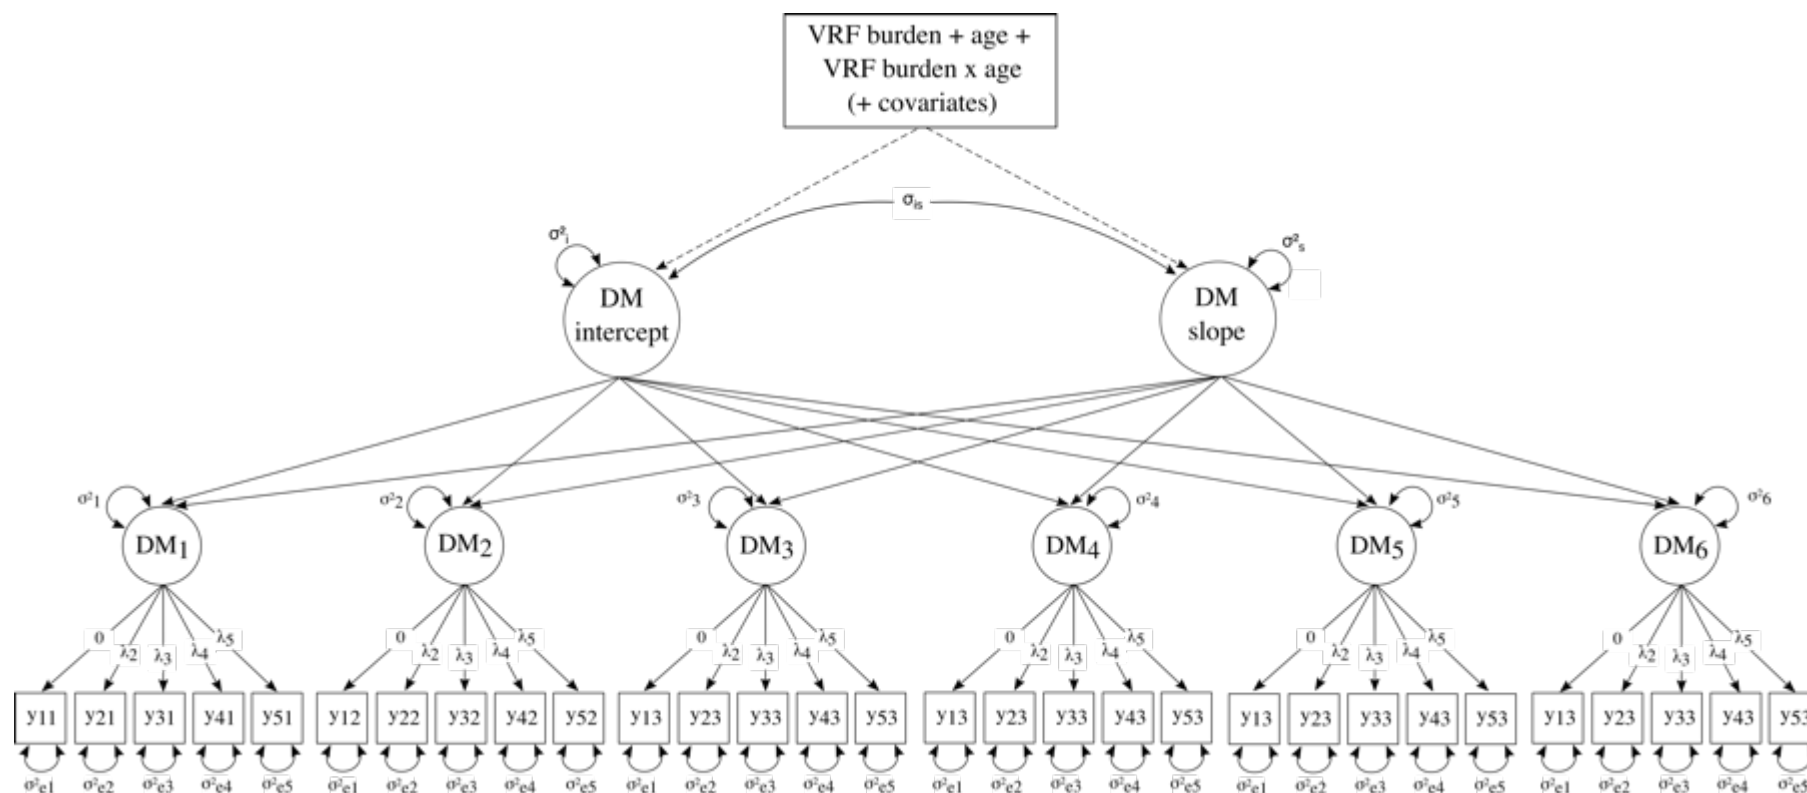 VRF burden + age +
VRF burden x age
(+ covariates)
σis
σ²i
σ²s
DM
intercept
DM
slope
σ²1
σ²2
σ²3
σ²4
σ²5
σ²6
DM1
DM2
DM3
DM4
DM5
DM6
0 λ2 λ3 λ4 λ5
0 λ2 λ3 λ4 λ5
0 λ2 λ3 λ4 λ5
0 λ2 λ3 λ4 λ5
0 λ2 λ3 λ4 λ5
0 λ2 λ3 λ4 λ5
y11 y21 y31 y41 y51
y12 y22 y32 y42 y52
y13 y23 y33 y43 y53
y13 y23 y33 y43 y53
y13 y23 y33 y43 y53
y13 y23 y33 y43 y53
σ²e1 σ²e2 σ²e3 σ²e4 σ²e5
σ²e1 σ²e2 σ²e3 σ²e4 σ²e5
σ²e1 σ²e2 σ²e3 σ²e4 σ²e5
σ²e1 σ²e2 σ²e3 σ²e4 σ²e5
σ²e1 σ²e2 σ²e3 σ²e4 σ²e5
σ²e1 σ²e2 σ²e3 σ²e4 σ²e5